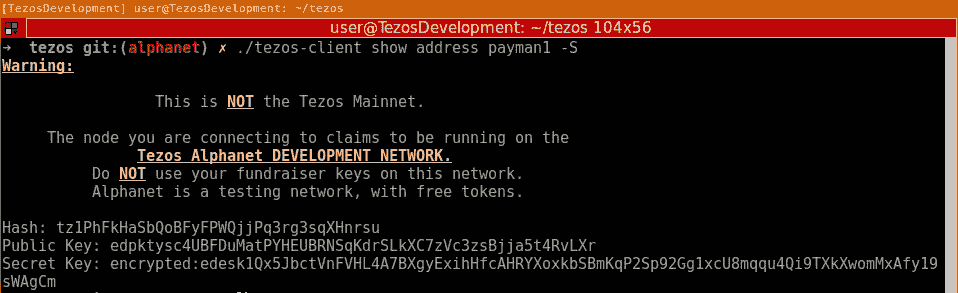 [TezosDevelopment] user@TezosDevelopment: ~/tezos
user@TezosDevelopment: ~/tezos 104x56
→ tezos git:(alphanet) ✗ ./tezos-client show address payman1 -S
Warning:
This is NOT the Tezos Mainnet.
The node you are connecting to claims to be running on the
Tezos Alphanet DEVELOPMENT NETWORK.
Do NOT use your fundraiser keys on this network.
Alphanet is a testing network, with free tokens.
Hash: tz1PhFkHaSbQoBFyFPWQjjPq3rg3sqXHnrsu
Public Key: edpktysc4UBFDuMatPYHEUBRNSqKdrSLkXC7zVc3zsBjja5t4RvLXr
Secret Key: encrypted:edesk1Qx5JbctVnFVHL4A7BXgyExihHfcAHRYXoxkbSBmKqP2Sp92Gg1xcU8mqqu4Qi9TXkXwomMxAfy19
sWAgCm